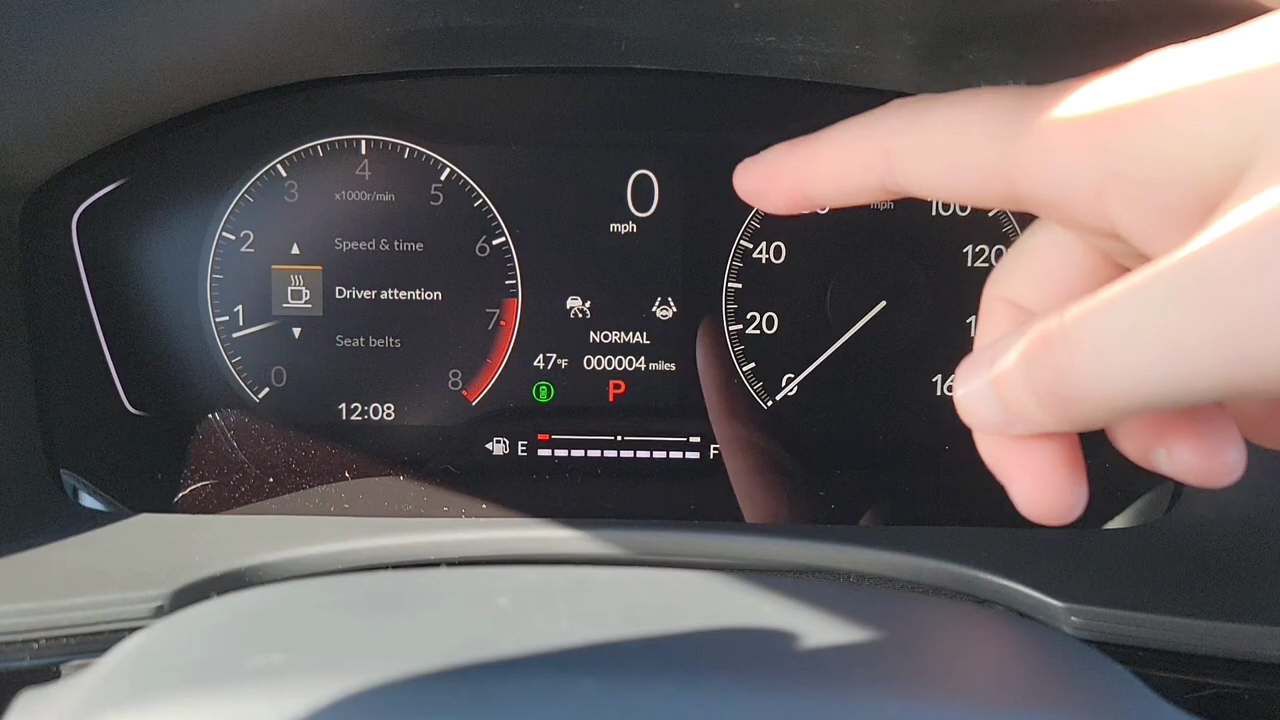 0
mph
4
3
5
x1000r/min
2
6
Speed & time
Driver attention
Seat belts
1
7
0
8
12:08
NORMAL
47°F
000004 miles
P
E
F
mph
100
40
120
20
0